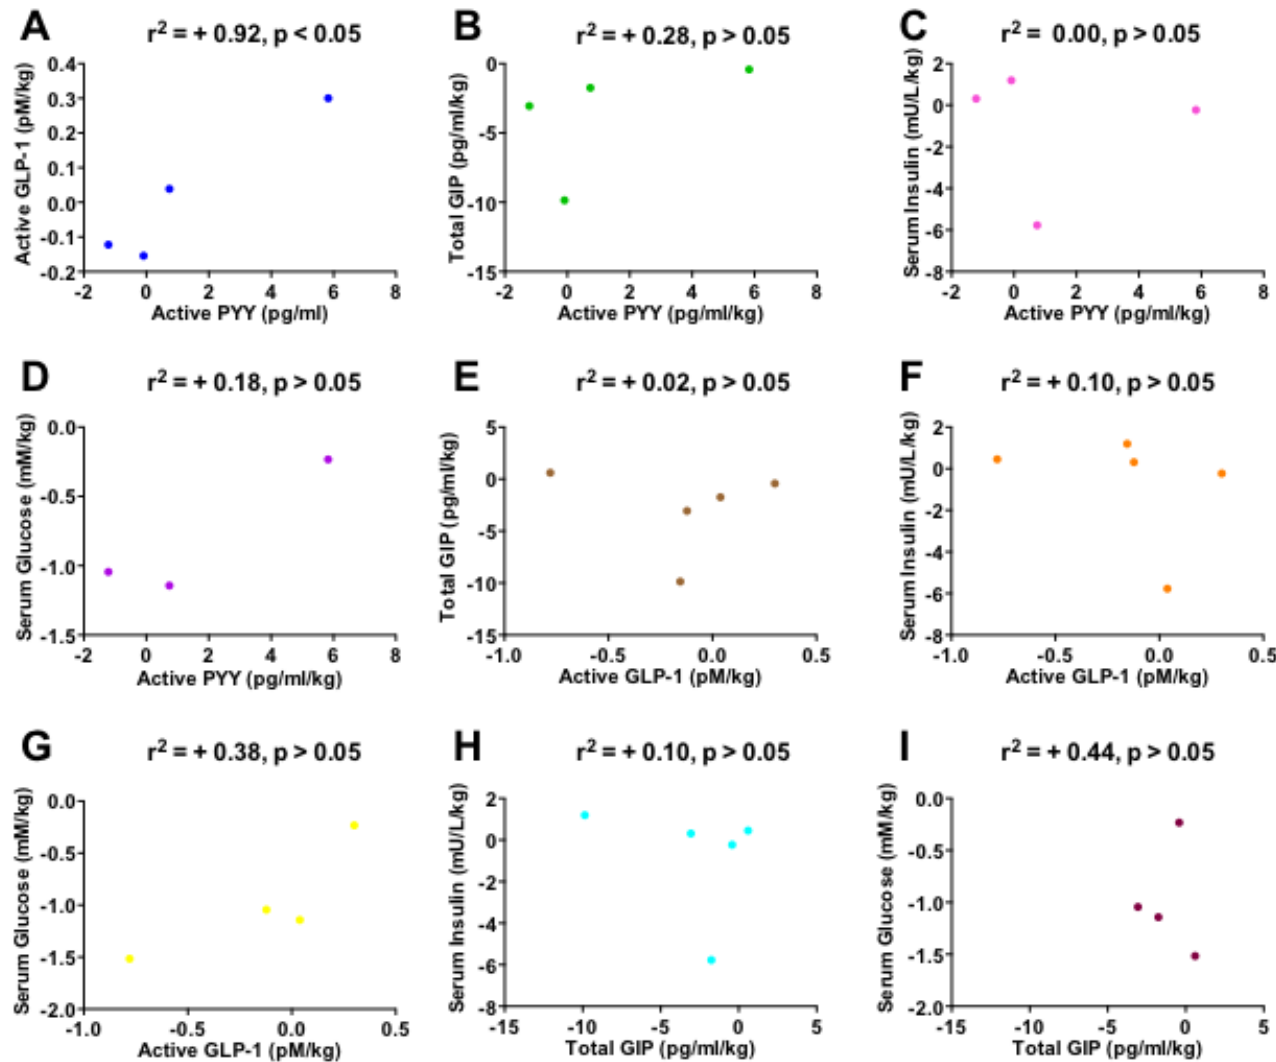 A
r² = + 0.92, p < 0.05
Active GLP-1 (pM/kg)
0.4
0.3
0.2
0.1
0.0
-0.1
-0.2
-2 0 2 4 6 8
Active PYY (pg/ml)
B
r² = + 0.28, p > 0.05
Total GIP (pg/ml/kg)
0
-5
-10
-15
-2 0 2 4 6 8
Active PYY (pg/ml/kg)
C
r² = 0.00, p > 0.05
Serum Insulin (mU/L/kg)
2
0
-2
-4
-6
-8
-2 0 2 4 6 8
Active PYY (pg/ml/kg)
D
r² = + 0.18, p > 0.05
Serum Glucose (mM/kg)
0.0
-0.5
-1.0
-1.5
-2 0 2 4 6 8
Active PYY (pg/ml/kg)
E
r² = + 0.02, p > 0.05
Total GIP (pg/ml/kg)
5
0
-5
-10
-15
-1.0 -0.5 0.0 0.5
Active GLP-1 (pM/kg)
F
r² = + 0.10, p > 0.05
Serum Insulin (mU/L/kg)
2
0
-2
-4
-6
-8
-1.0 -0.5 0.0 0.5
Active GLP-1 (pM/kg)
G
r² = + 0.38, p > 0.05
Serum Glucose (mM/kg)
0.0
-0.5
-1.0
-1.5
-2.0
-1.0 -0.5 0.0 0.5
Active GLP-1 (pM/kg)
H
r² = + 0.10, p > 0.05
Serum Insulin (mU/L/kg)
2
0
-2
-4
-6
-8
-15 -10 -5 0 5
Total GIP (pg/ml/kg)
I
r² = + 0.44, p > 0.05
Serum Glucose (mM/kg)
0.0
-0.5
-1.0
-1.5
-2.0
-15 -10 -5 0 5
Total GIP (pg/ml/kg)